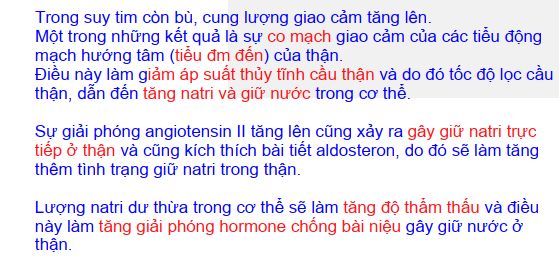 Trong suy tim còn bù, cung lượng giao cảm tăng lên.
Một trong những kết quả là sự co mạch giao cảm của các tiểu động
mạch hướng tâm (tiểu đm đến) của thận.
Điều này làm giảm áp suất thủy tĩnh cầu thận và do đó tốc độ lọc cầu
thận, dẫn đến tăng natri và giữ nước trong cơ thể.
Sự giải phóng angiotensin II tăng lên cũng xảy ra gây giữ natri trực
tiếp ở thận và cũng kích thích bài tiết aldosteron, do đó sẽ làm tăng
thêm tình trạng giữ natri trong thận.
Lượng natri dư thừa trong cơ thể sẽ làm tăng độ thẩm thấu và điều
này làm tăng giải phóng hormone chống bài niệu gây giữ nước ở
thận.